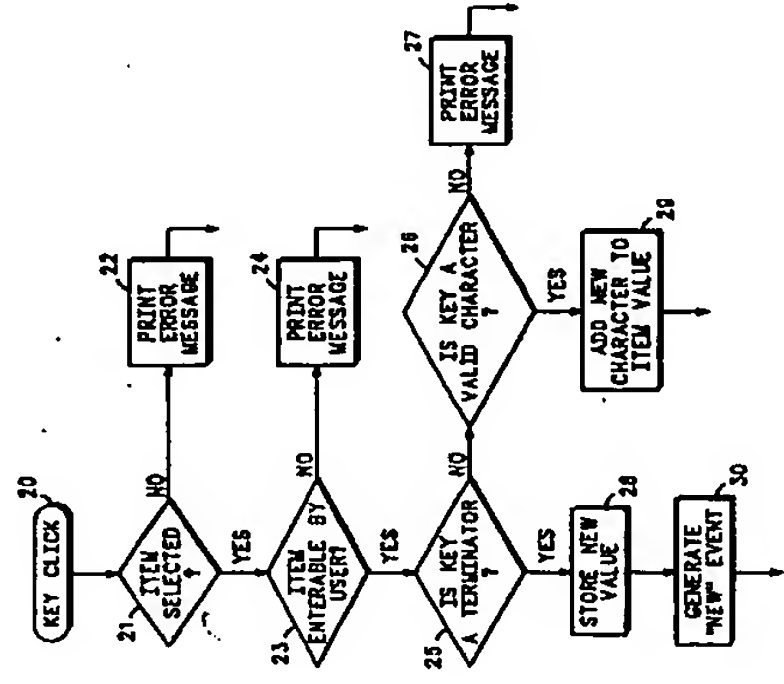 20
KEY CLICK
21
ITEM
SELECTED
?
NO
22
PRINT
ERROR
MESSAGE
YES
23
ITEM
ENTERABLE BY
USER?
NO
24
PRINT
ERROR
MESSAGE
YES
25
IS KEY
A TERMINATOR
?
NO
26
IS KEY A
VALID CHARACTER
?
NO
27
PRINT
ERROR
MESSAGE
YES
28
STORE NEW
VALUE
YES
29
ADD NEW
CHARACTER TO
ITEM VALUE
30
GENERATE
"NEW" EVENT